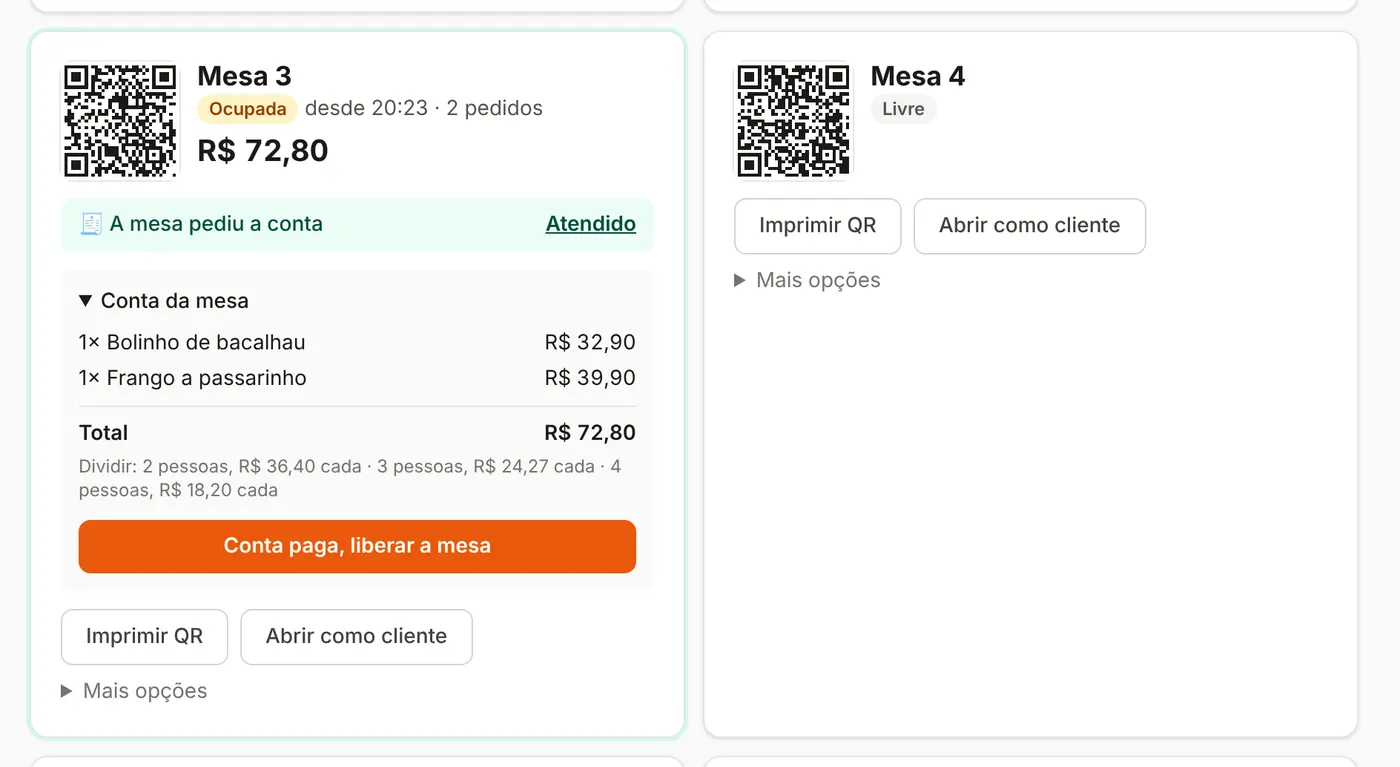 Mesa 3
Ocupada desde 20:23 · 2 pedidos
R$ 72,80
🧾 A mesa pediu a conta Atendido
▼ Conta da mesa
1× Bolinho de bacalhau R$ 32,90
1× Frango a passarinho R$ 39,90
Total R$ 72,80
Dividir: 2 pessoas, R$ 36,40 cada · 3 pessoas, R$ 24,27 cada · 4
pessoas, R$ 18,20 cada
Conta paga, liberar a mesa
Imprimir QR Abrir como cliente
▶ Mais opções
Mesa 4
Livre
Imprimir QR Abrir como cliente
▶ Mais opções